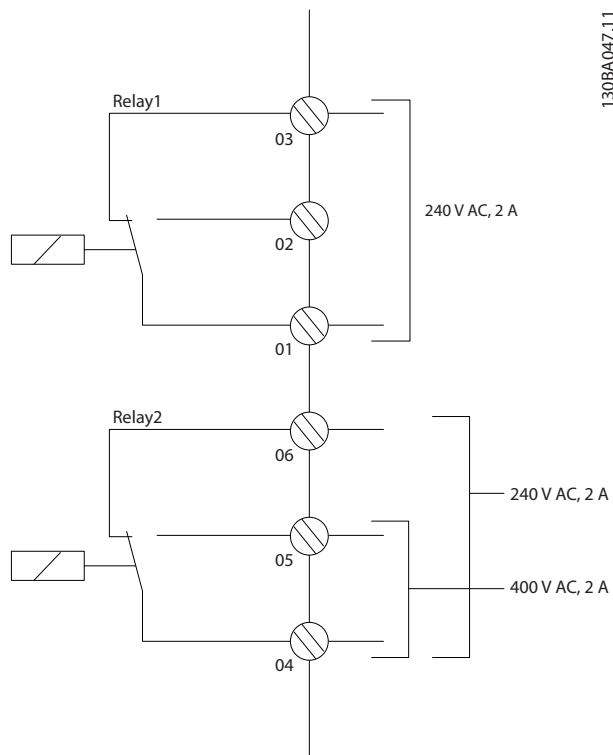 130BA047.11
Relay1
03
240 V AC, 2 A
02
01
Relay2
06
240 V AC, 2 A
05
400 V AC, 2 A
04